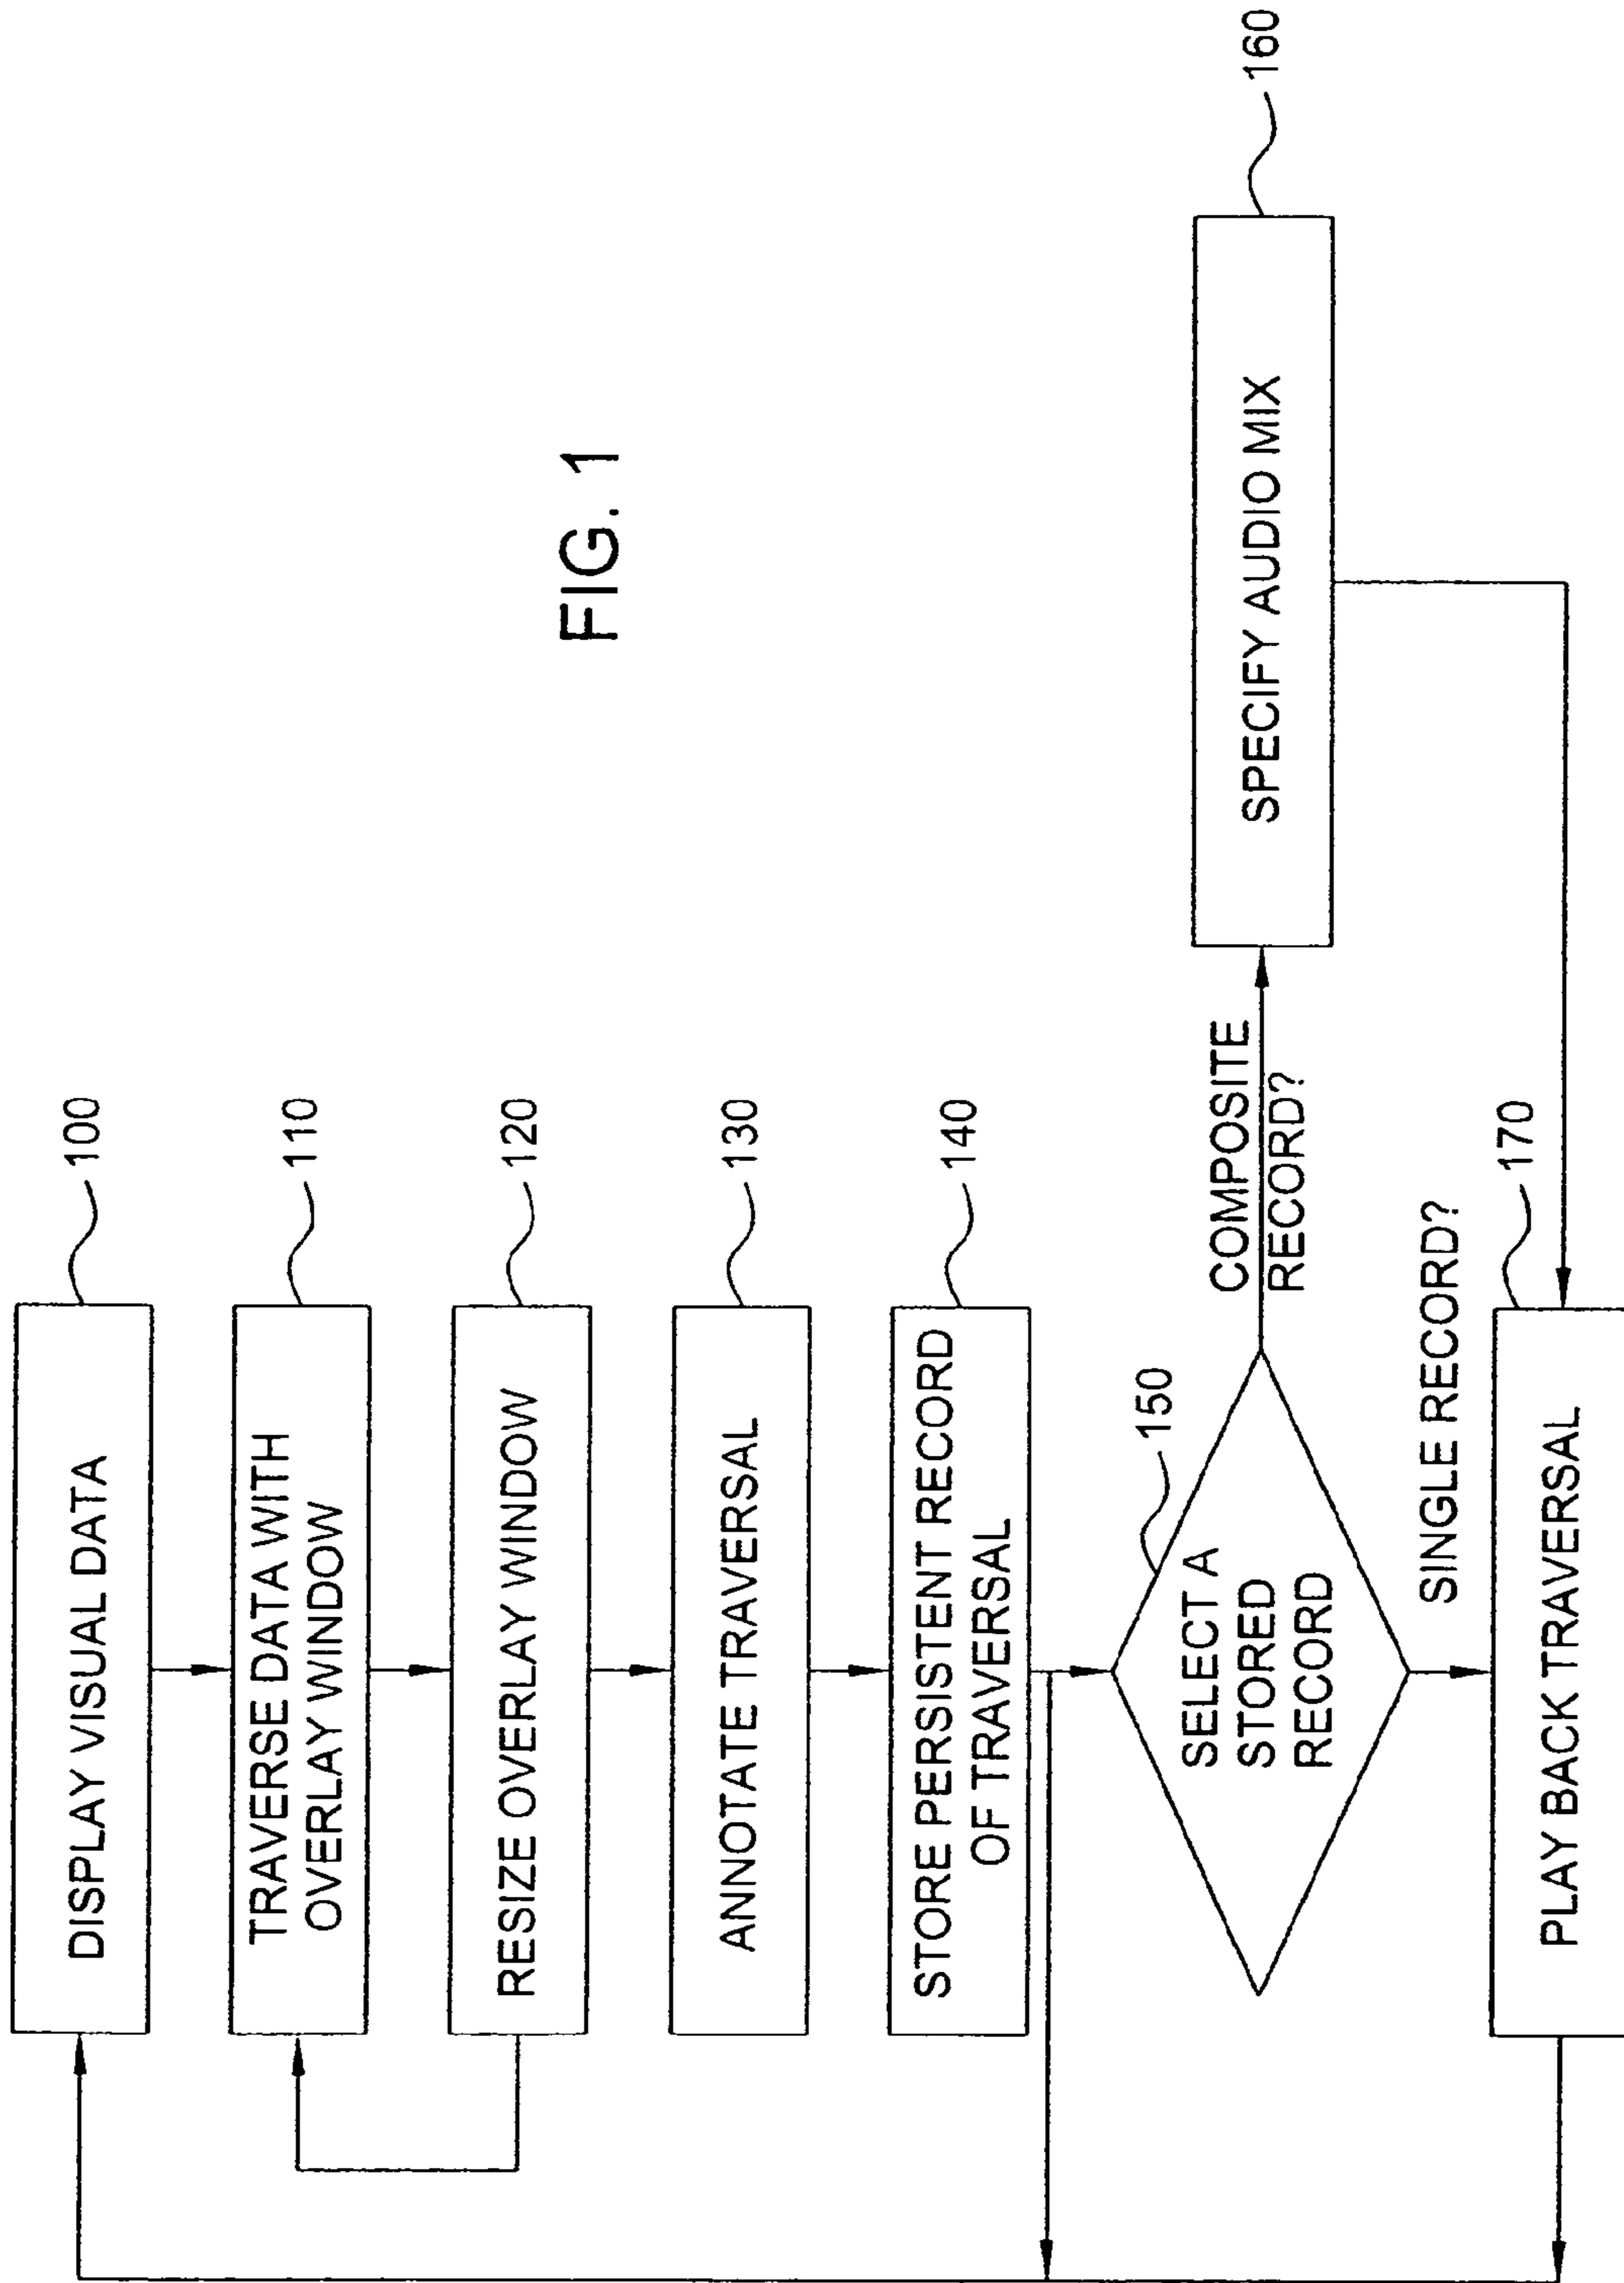 FIG. 1
DISPLAY VISUAL DATA
100
TRAVERSE DATA WITH
OVERLAY WINDOW
110
RESIZE OVERLAY WINDOW
120
ANNOTATE TRAVERSAL
130
STORE PERSISTENT RECORD
OF TRAVERSAL
140
SELECT A
STORED
RECORD
150
COMPOSITE
RECORD?
SPECIFY AUDIO MIX
160
SINGLE RECORD?
PLAY BACK TRAVERSAL
170